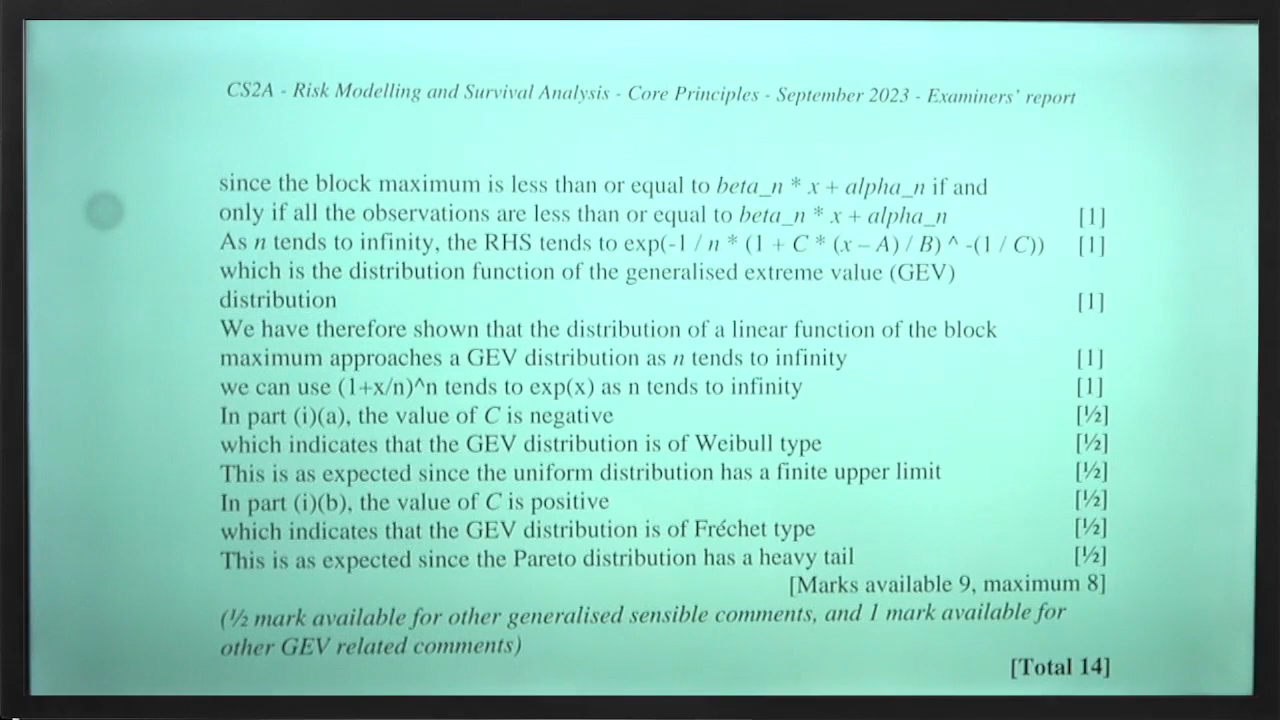 CS2A - Risk Modelling and Survival Analysis - Core Principles - September 2023 - Examiners' report
since the block maximum is less than or equal to beta_n * x + alpha_n if and
only if all the observations are less than or equal to beta_n * x + alpha_n [1]
As n tends to infinity, the RHS tends to exp(-1 / n * (1 + C * (x – A) / B) ^ -(1 / C)) [1]
which is the distribution function of the generalised extreme value (GEV)
distribution [1]
We have therefore shown that the distribution of a linear function of the block
maximum approaches a GEV distribution as n tends to infinity [1]
we can use (1+x/n)^n tends to exp(x) as n tends to infinity [1]
In part (i)(a), the value of C is negative [½]
which indicates that the GEV distribution is of Weibull type [½]
This is as expected since the uniform distribution has a finite upper limit [½]
In part (i)(b), the value of C is positive [½]
which indicates that the GEV distribution is of Fréchet type [½]
This is as expected since the Pareto distribution has a heavy tail [½]
[Marks available 9, maximum 8]
(½ mark available for other generalised sensible comments, and 1 mark available for
other GEV related comments)
[Total 14]